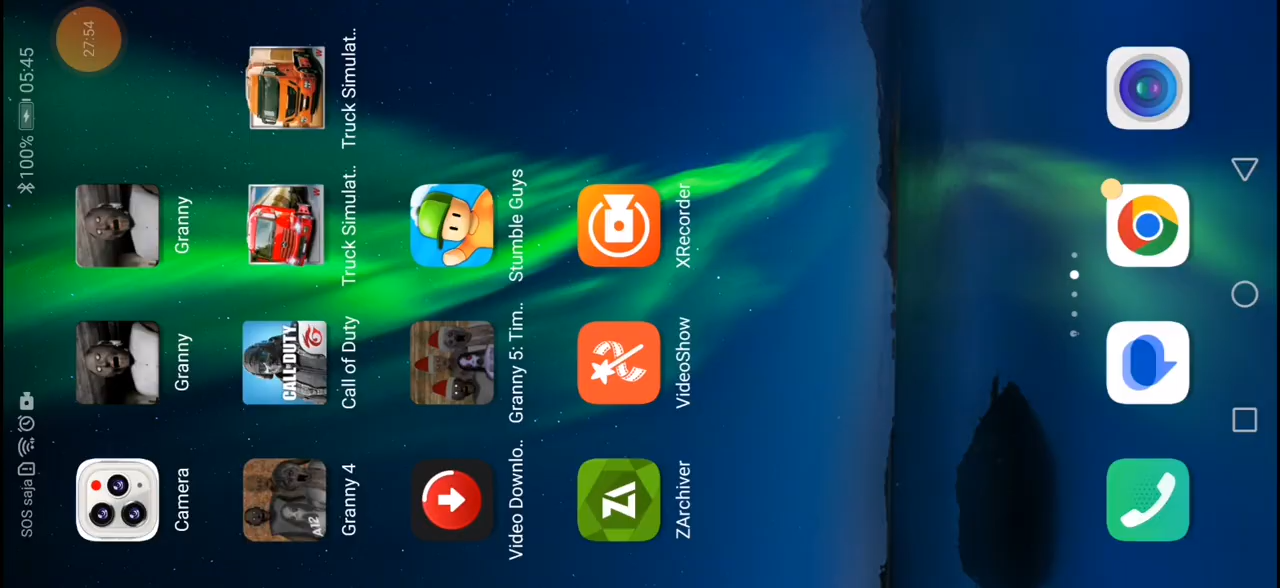 SOS saja
100% 05:45
27:54
Camera
Granny
Granny
Granny 4
Call of Duty
Truck Simulat..
Truck Simulat..
Video Downlo..
Granny 5: Tim..
Stumble Guys
ZArchiver
VideoShow
XRecorder
A12
CALL DUTY
ZA
W
W